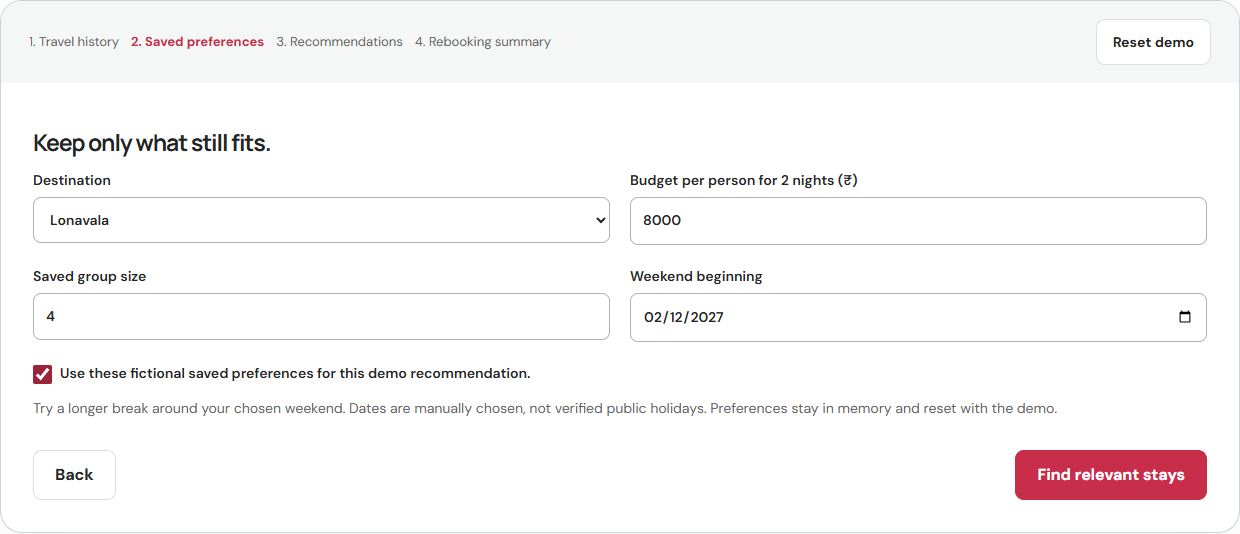 1. Travel history 2. Saved preferences 3. Recommendations 4. Rebooking summary Reset demo
Keep only what still fits.
Destination Budget per person for 2 nights (₹)
Lonavala 8000
Saved group size Weekend beginning
4 02/12/2027
Use these fictional saved preferences for this demo recommendation.
Try a longer break around your chosen weekend. Dates are manually chosen, not verified public holidays. Preferences stay in memory and reset with the demo.
Back Find relevant stays